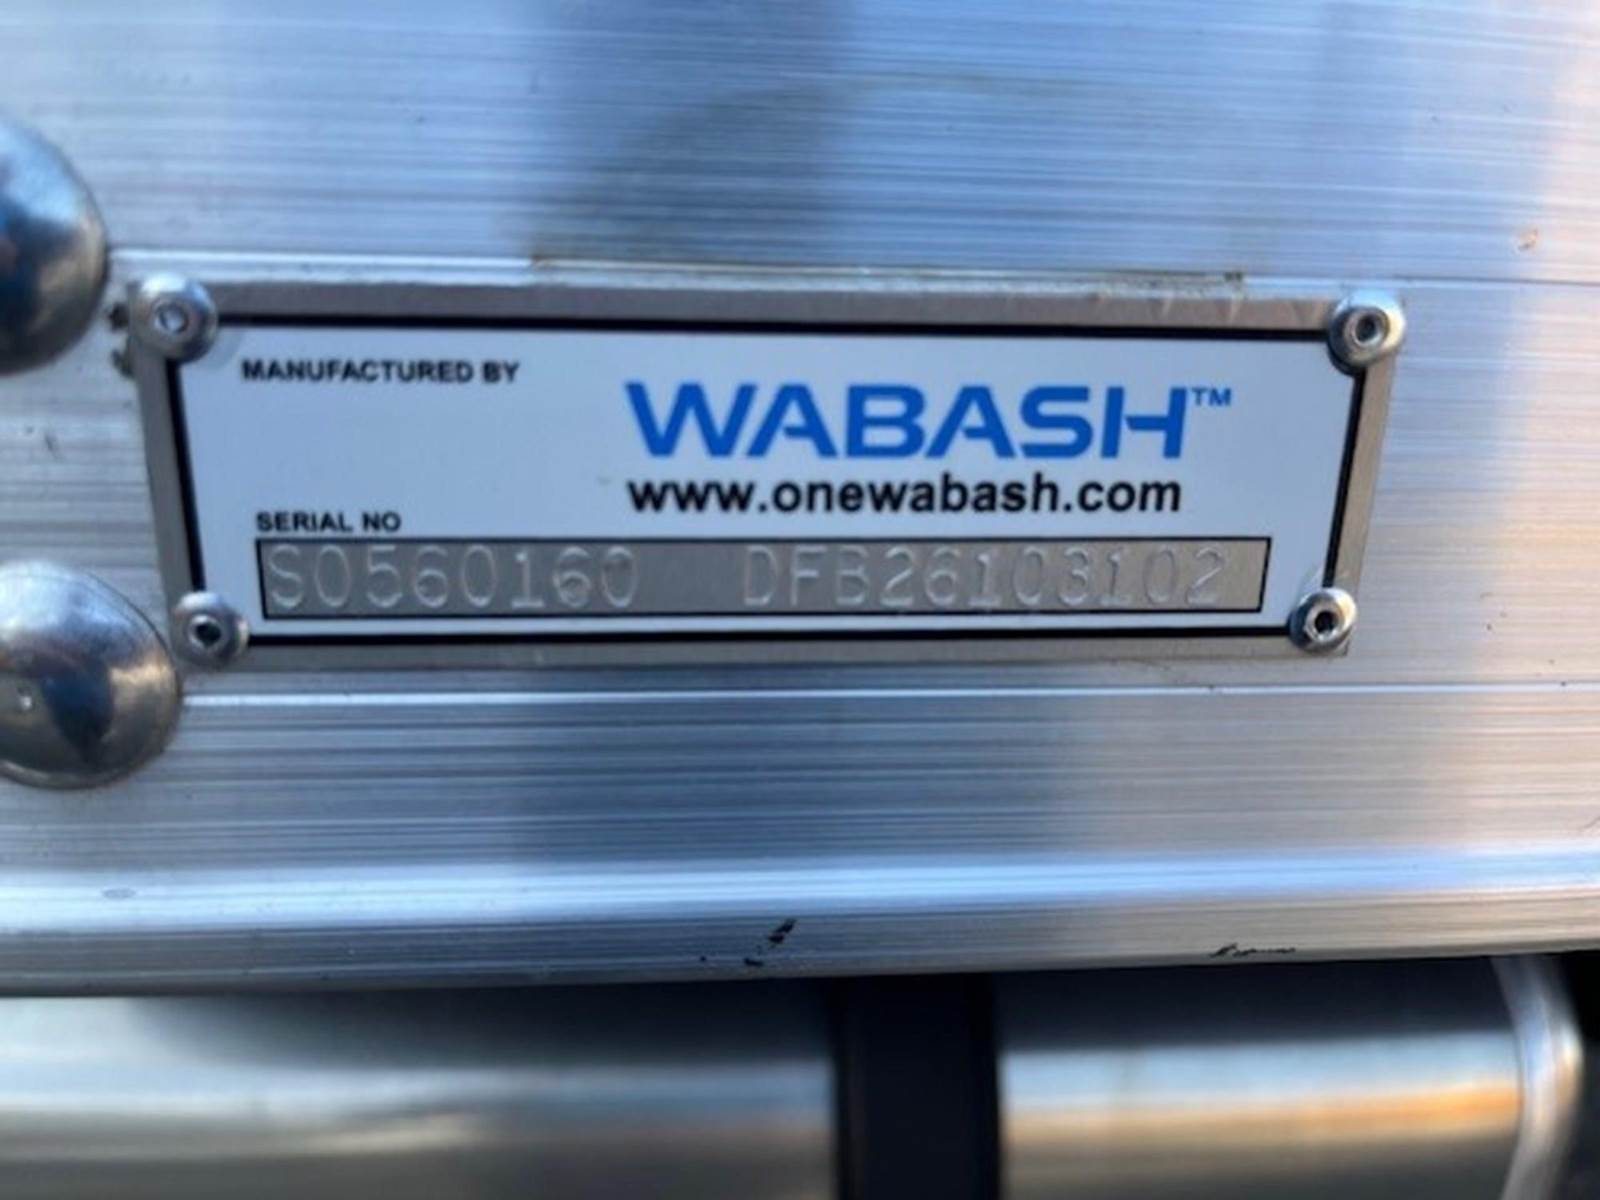 MANUFACTURED BY
WABASH™
www.onewabash.com
SERIAL NO
S0560160 DFB26103102